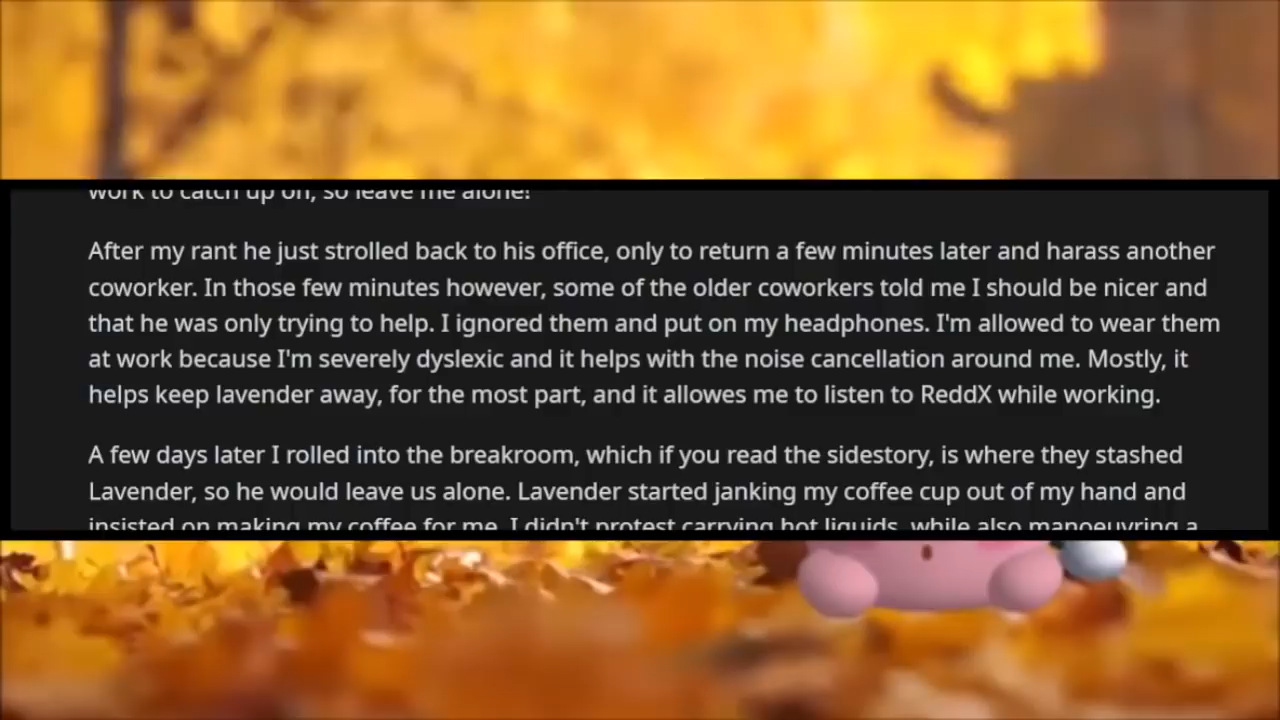 work to catch up on, so leave me alone!
After my rant he just strolled back to his office, only to return a few minutes later and harass another
coworker. In those few minutes however, some of the older coworkers told me I should be nicer and
that he was only trying to help. I ignored them and put on my headphones. I'm allowed to wear them
at work because I'm severely dyslexic and it helps with the noise cancellation around me. Mostly, it
helps keep lavender away, for the most part, and it allowes me to listen to ReddX while working.
A few days later I rolled into the breakroom, which if you read the sidestory, is where they stashed
Lavender, so he would leave us alone. Lavender started janking my coffee cup out of my hand and
insisted on making my coffee for me. I didn't protest carrying hot liquids, while also manoeuvring a